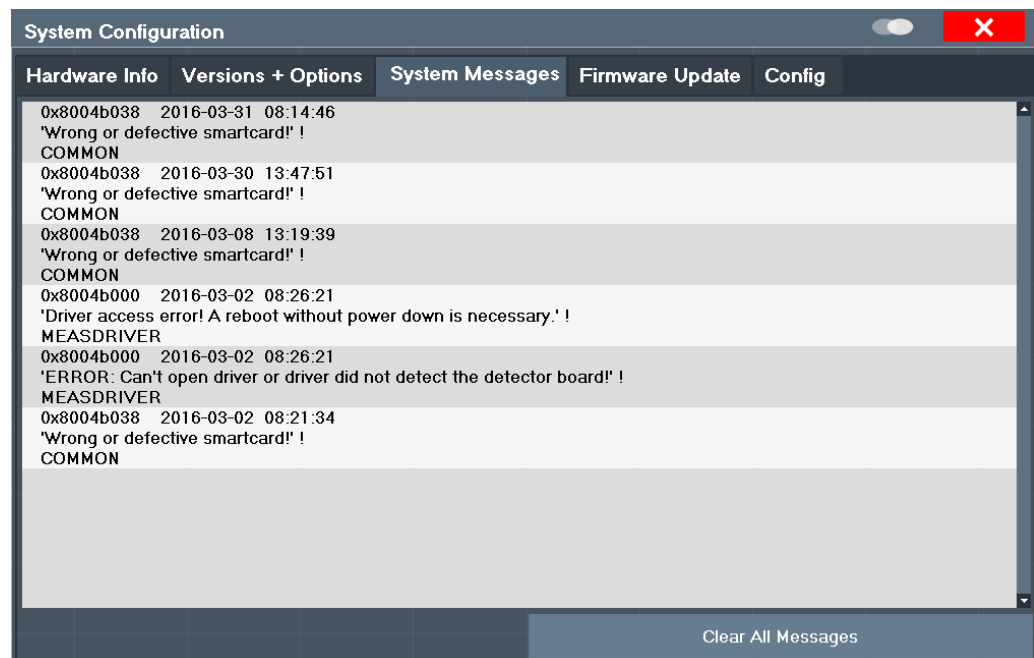 System Configuration
Hardware Info Versions + Options System Messages Firmware Update Config
0x8004b038 2016-03-31 08:14:46
'Wrong or defective smartcard!' !
COMMON
0x8004b038 2016-03-30 13:47:51
'Wrong or defective smartcard!' !
COMMON
0x8004b038 2016-03-08 13:19:39
'Wrong or defective smartcard!' !
COMMON
0x8004b000 2016-03-02 08:26:21
'Driver access error! A reboot without power down is necessary.' !
MEASDRIVER
0x8004b000 2016-03-02 08:26:21
'ERROR: Can't open driver or driver did not detect the detector board!' !
MEASDRIVER
0x8004b038 2016-03-02 08:21:34
'Wrong or defective smartcard!' !
COMMON
Clear All Messages